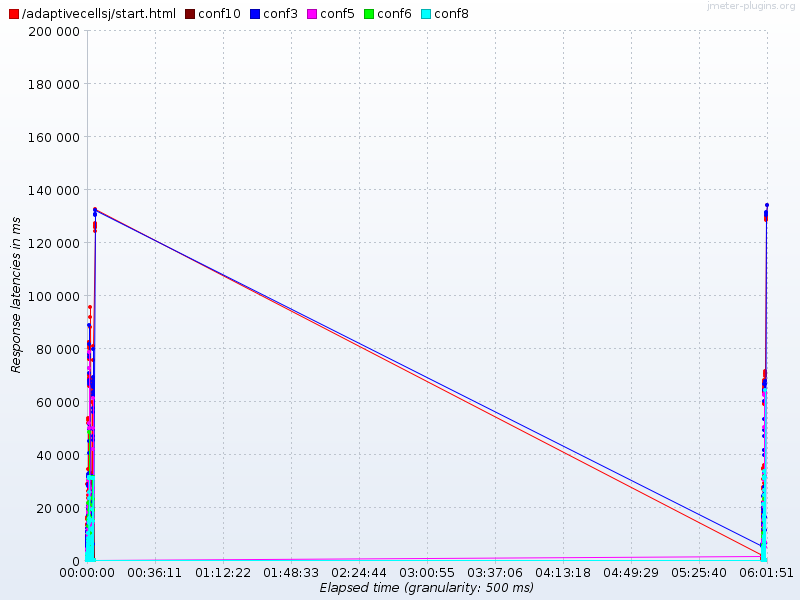 jmeter-plugins.org
/adaptivecellsj/start.html conf10 conf3 conf5 conf6 conf8
200 000
180 000
160 000
140 000
120 000
100 000
80 000
60 000
40 000
20 000
0
Response latencies in ms
00:00:00 00:36:11 01:12:22 01:48:33 02:24:44 03:00:55 03:37:06 04:13:18 04:49:29 05:25:40 06:01:51
Elapsed time (granularity: 500 ms)